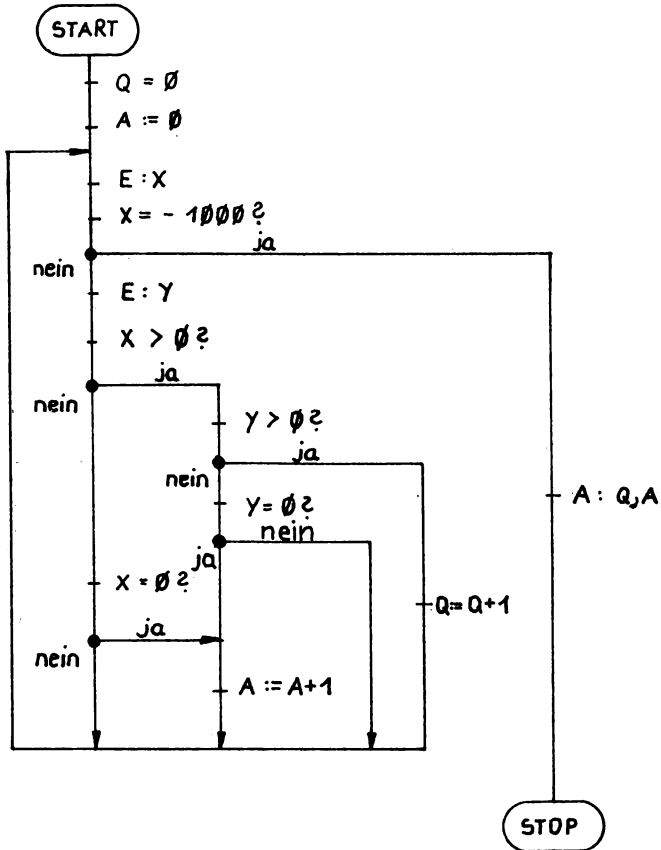 START
Q = Ø
A := Ø
E : X
X = - 1ØØØ?
ja
nein
E : Y
X > Ø?
ja
nein
Y > Ø?
ja
nein
A : Q, A
Y = Ø?
nein
ja
X = Ø?
Q := Q+1
ja
nein
A := A+1
STOP